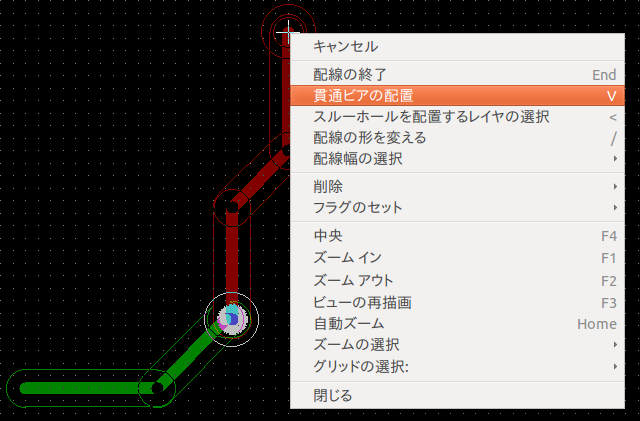 キャンセル
配線の終了 End
貫通ビアの配置 V
スルーホールを配置するレイヤの選択 <
配線の形を変える /
配線幅の選択
削除
フラグのセット
中央 F4
ズーム イン F1
ズーム アウト F2
ビューの再描画 F3
自動ズーム Home
ズームの選択
グリッドの選択:
閉じる